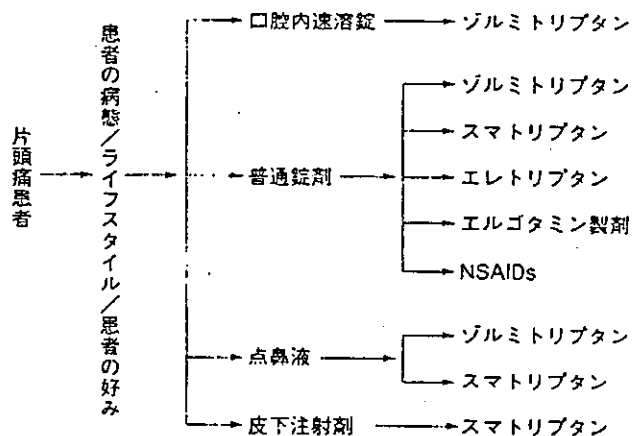 片頭痛患者
患者の病態/ライフスタイル/患者の好み
口腔内速溶錠
ゾルミトリプタン
普通錠剤
ゾルミトリプタン
スマトリプタン
エレトリプタン
エルゴタミン製剤
NSAIDs
点鼻液
ゾルミトリプタン
スマトリプタン
皮下注射剤
スマトリプタン